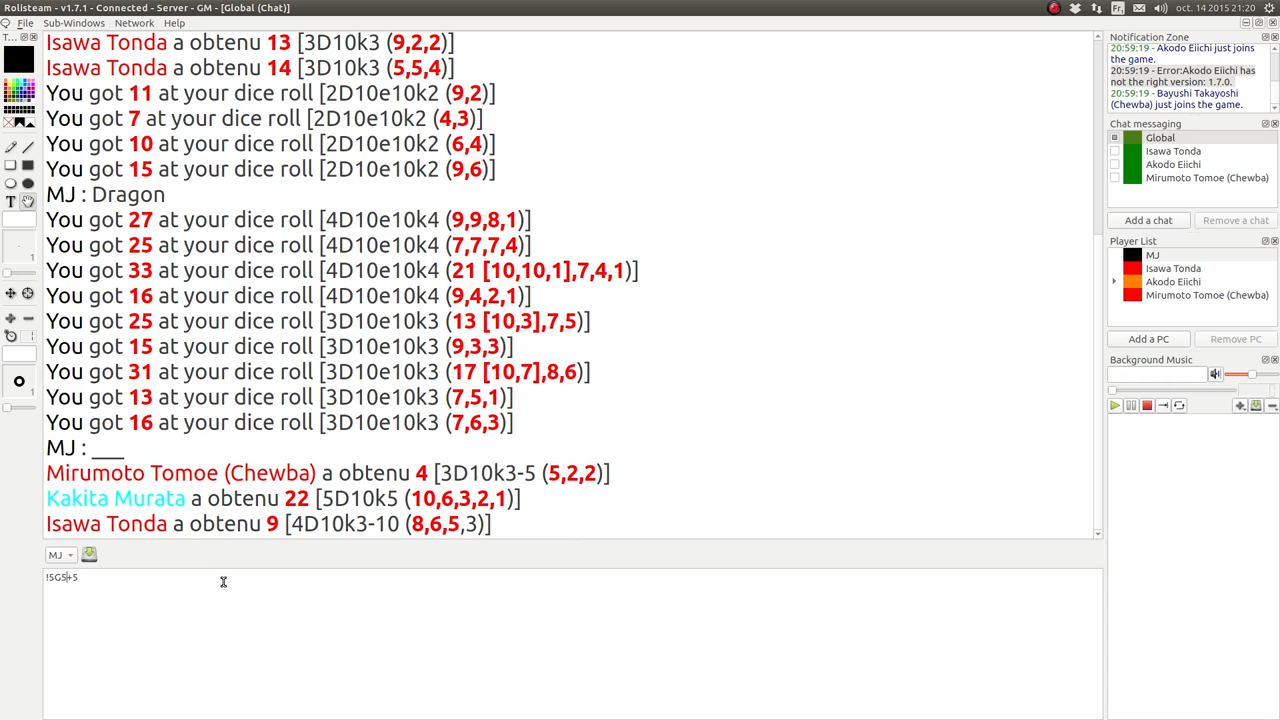 Rolisteam - v1.7.1 - Connected - Server - GM - [Global (Chat)]
Fr₁ oct. 14 2015 21:20
File Sub-Windows Network Help
T...
Isawa Tonda a obtenu 13 [3D10k3 (9,2,2)]
Isawa Tonda a obtenu 14 [3D10k3 (5,5,4)]
You got 11 at your dice roll [2D10e10k2 (9,2)]
You got 7 at your dice roll [2D10e10k2 (4,3)]
You got 10 at your dice roll [2D10e10k2 (6,4)]
You got 15 at your dice roll [2D10e10k2 (9,6)]
MJ : Dragon
You got 27 at your dice roll [4D10e10k4 (9,9,8,1)]
You got 25 at your dice roll [4D10e10k4 (7,7,7,4)]
You got 33 at your dice roll [4D10e10k4 (21 [10,10,1],7,4,1)]
You got 16 at your dice roll [4D10e10k4 (9,4,2,1)]
You got 25 at your dice roll [3D10e10k3 (13 [10,3],7,5)]
You got 15 at your dice roll [3D10e10k3 (9,3,3)]
You got 31 at your dice roll [3D10e10k3 (17 [10,7],8,6)]
You got 13 at your dice roll [3D10e10k3 (7,5,1)]
You got 16 at your dice roll [3D10e10k3 (7,6,3)]
MJ : ___
Mirumoto Tomoe (Chewba) a obtenu 4 [3D10k3-5 (5,2,2)]
Kakita Murata a obtenu 22 [5D10k5 (10,6,3,2,1)]
Isawa Tonda a obtenu 9 [4D10k3-10 (8,6,5,3)]
MJ
!5G5+5
T
1
1
Notification Zone
20:59:19 - Akodo Eiichi just joins
the game.
20:59:19 - Error:Akodo Eiichi has
not the right version: 1.7.0.
20:59:19 - Bayushi Takayoshi
(Chewba) just joins the game.
Chat messaging
Global
Isawa Tonda
Akodo Eiichi
Mirumoto Tomoe (Chewba)
Add a chat Remove a chat
Player List
MJ
Isawa Tonda
Akodo Eiichi
Mirumoto Tomoe (Chewba)
Add a PC Remove PC
Background Music